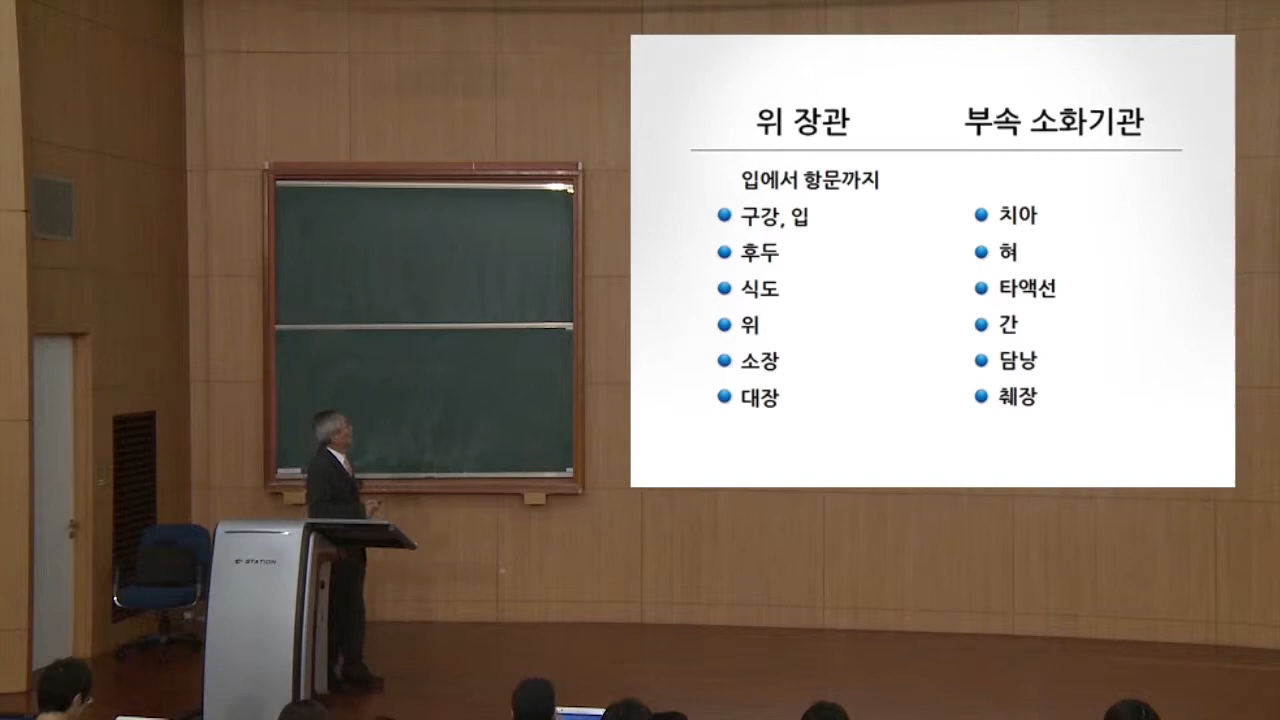 위 장관
부속 소화기관
입에서 항문까지
구강, 입
후두
식도
위
소장
대장
치아
혀
타액선
간
담낭
췌장
STATION